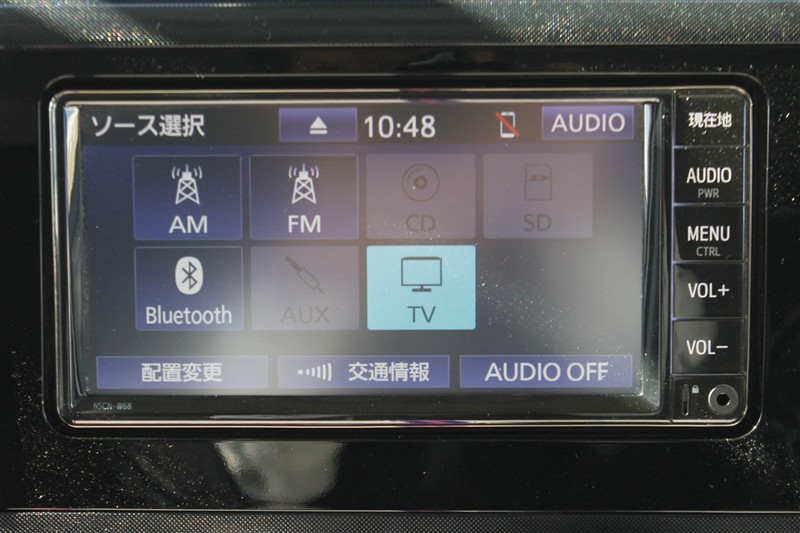 ソース選択 10:48 AUDIO
AM FM CD SD
Bluetooth AUX TV
配置変更 交通情報 AUDIO OFF
NSCN-W68
現在地
AUDIO
PWR
MENU
CTRL
VOL+
VOL−